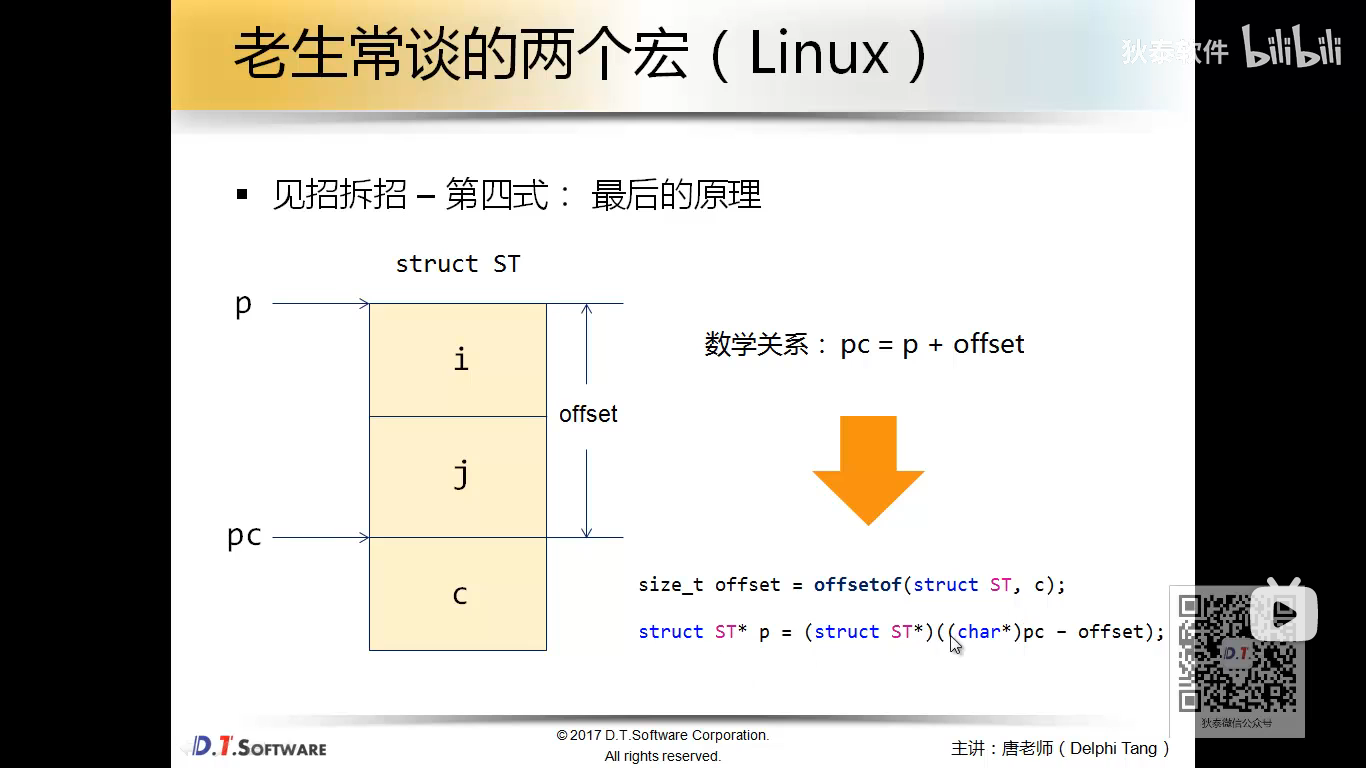 老生常谈的两个宏（Linux）
狄泰软件 bilibili
▪ 见招拆招 – 第四式： 最后的原理
struct ST
p
i
数学关系： pc = p + offset
offset
j
pc
c
size_t offset = offsetof(struct ST, c);
struct ST* p = (struct ST*)((char*)pc – offset);
D.T.
狄泰微信公众号
D.T.SOFTWARE
© 2017 D.T.Software Corporation.
All rights reserved.
主讲：唐老师（Delphi Tang）